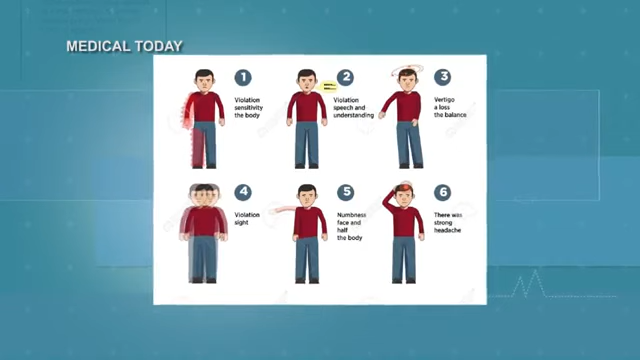 MEDICAL TODAY
1
Violation
sensitivity
the body
2
Violation
speech and
understanding
3
Vertigo
a loss
the balance
4
Violation
sight
5
Numbness
face and
half
the body
6
There was
strong
headache